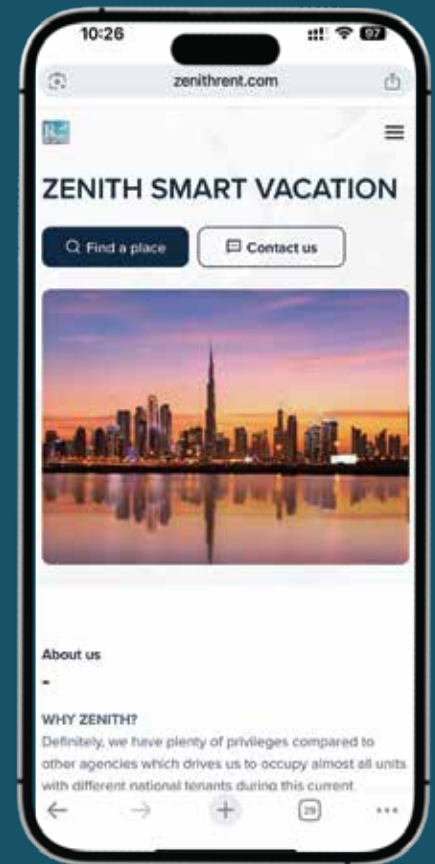 10:26
97
zenithrent.com
ZENITH SMART VACATION
Find a place
Contact us
About us
-
WHY ZENITH?
Definitely, we have plenty of privileges compared to
other agencies which drives us to occupy almost all units
with different national tenants during this current
29